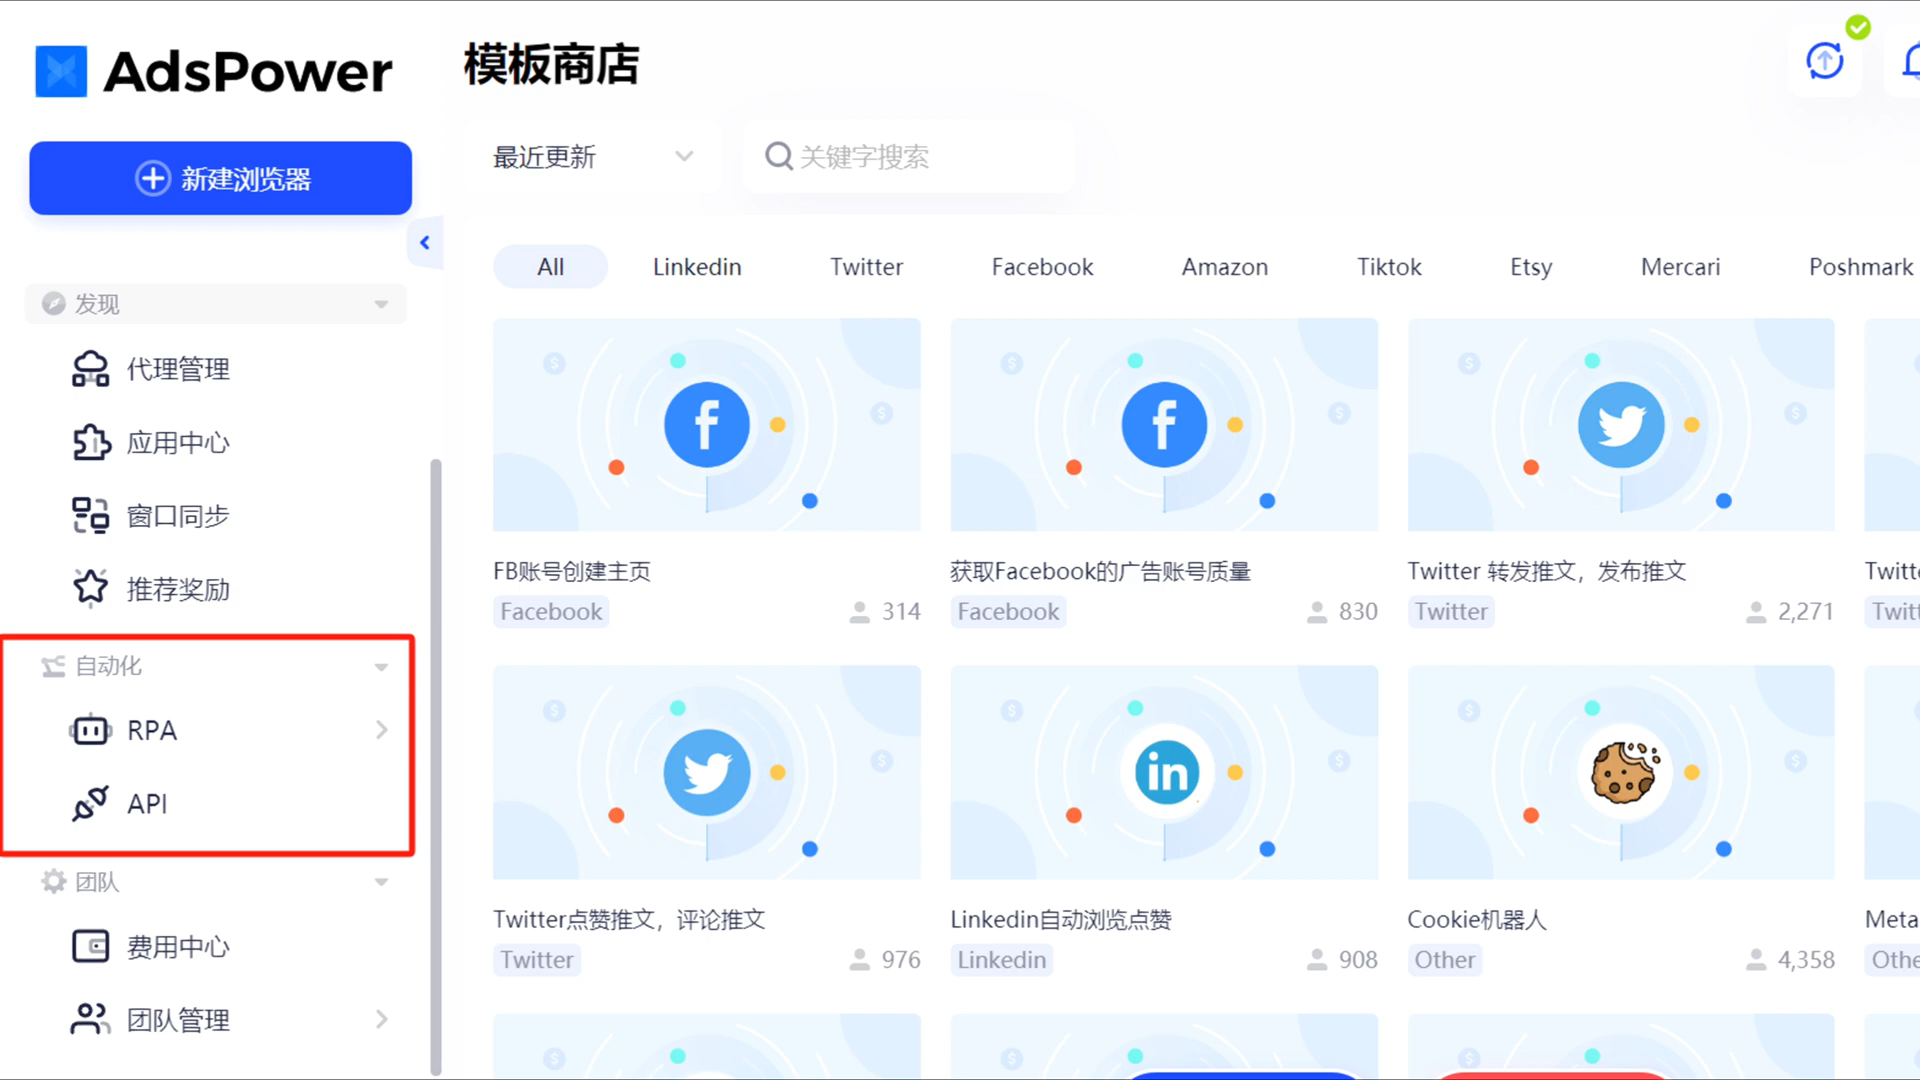 AdsPower
新建浏览器
发现
代理管理
应用中心
窗口同步
推荐奖励
自动化
RPA
API
团队
费用中心
团队管理
模板商店
最近更新
关键字搜索
All Linkedin Twitter Facebook Amazon Tiktok Etsy Mercari Poshmark
FB账号创建主页
Facebook 314
获取Facebook的广告账号质量
Facebook 830
Twitter 转发推文，发布推文
Twitter 2,271
Twitter点赞推文，评论推文
Twitter 976
Linkedin自动浏览点赞
Linkedin 908
Cookie机器人
Other 4,358
Meta